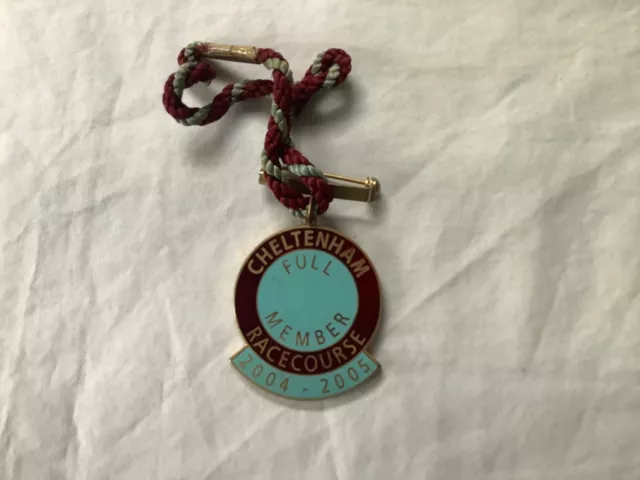 CHELTENHAM
FULL
MEMBER
RACECOURSE
2004 - 2005